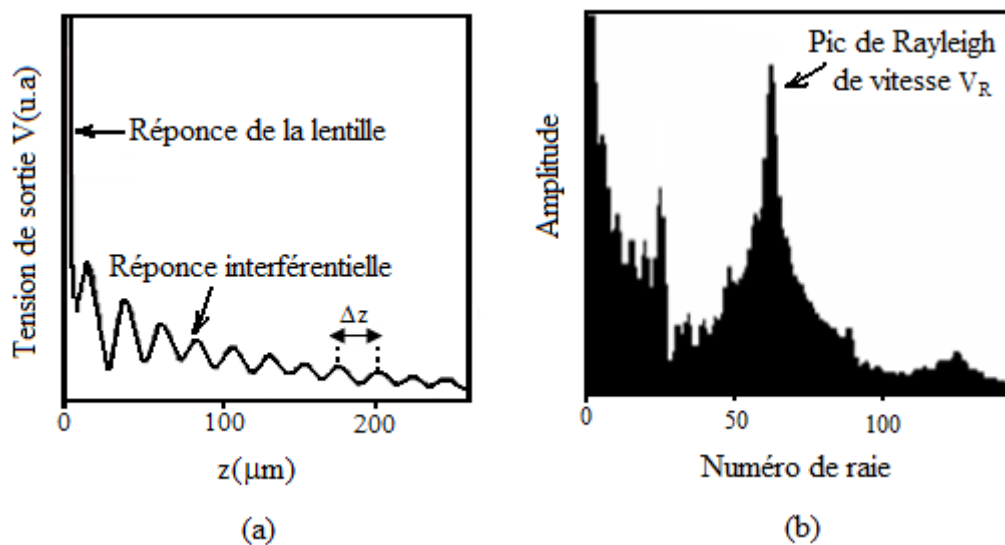 Tension de sortie V(u.a)
Réponce de la lentille
Réponce interférentielle
Δz
0
100
200
z(μm)
(a)
Pic de Rayleigh
de vitesse VR
Amplitude
0
50
100
Numéro de raie
(b)